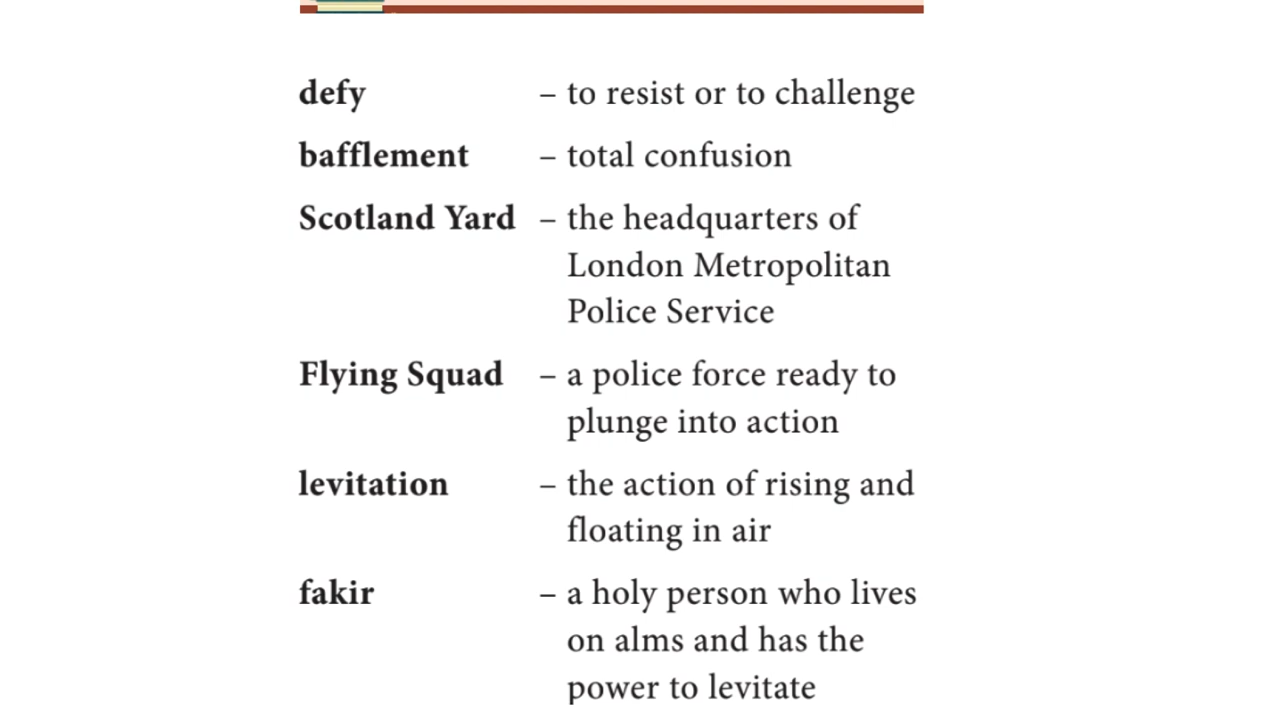 defy – to resist or to challenge
bafflement – total confusion
Scotland Yard – the headquarters of
London Metropolitan
Police Service
Flying Squad – a police force ready to
plunge into action
levitation – the action of rising and
floating in air
fakir – a holy person who lives
on alms and has the
power to levitate